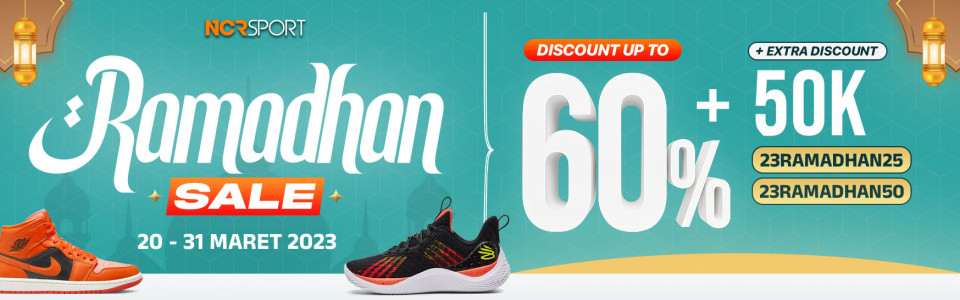 NCRSPORT
Ramadhan
SALE
20 - 31 MARET 2023
DISCOUNT UP TO
60%
+
+ EXTRA DISCOUNT
50K
23RAMADHAN25
23RAMADHAN50